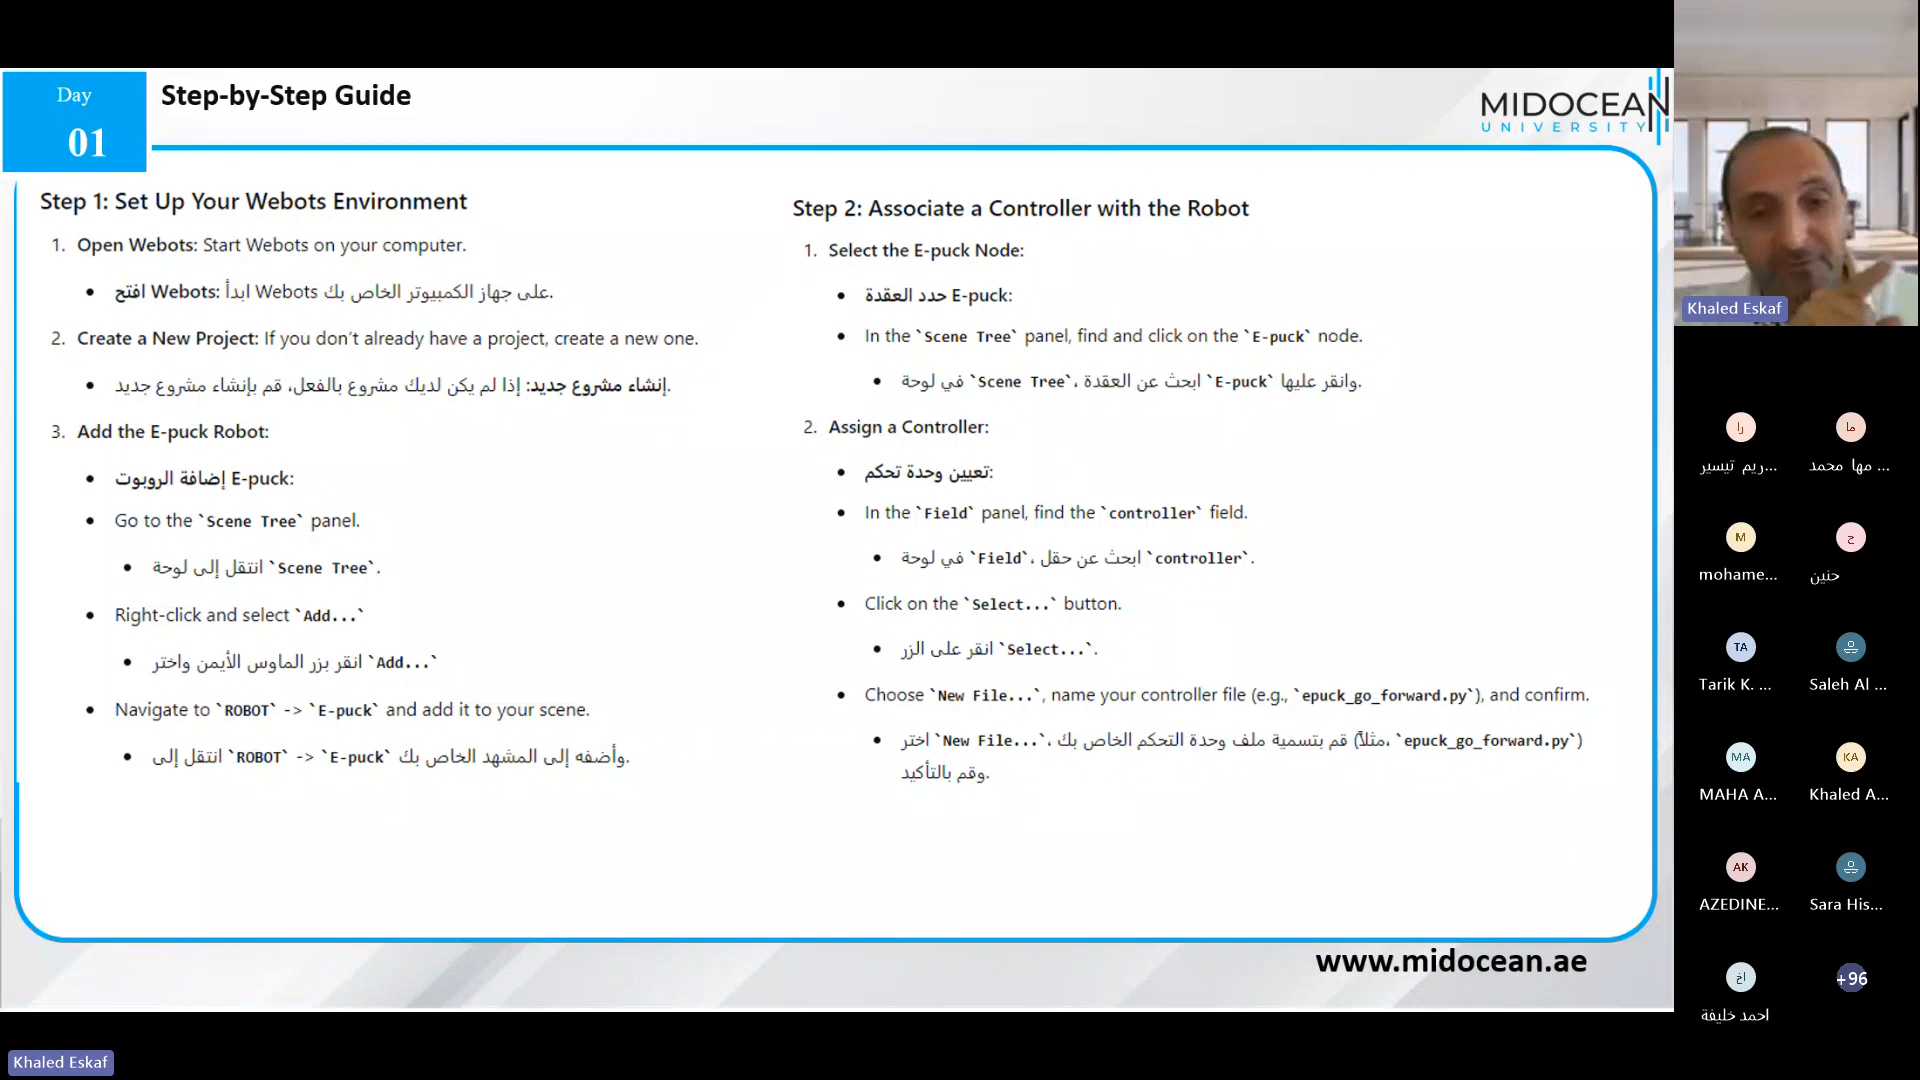 Day
01
Step-by-Step Guide
MIDOCEAN
UNIVERSITY
Step 1: Set Up Your Webots Environment
1. Open Webots: Start Webots on your computer.
• افتح Webots: ابدأ Webots على جهاز الكمبيوتر الخاص بك.
2. Create a New Project: If you don't already have a project, create a new one.
• إنشاء مشروع جديد: إذا لم يكن لديك مشروع بالفعل، قم بإنشاء مشروع جديد.
3. Add the E-puck Robot:
• إضافة الروبوت E-puck:
• Go to the `Scene Tree` panel.
• انتقل إلى لوحة `Scene Tree`.
• Right-click and select `Add...`
• انقر بزر الماوس الأيمن واختر `Add...`
• Navigate to `ROBOT` -> `E-puck` and add it to your scene.
• انتقل إلى `ROBOT` -> `E-puck` وأضفه إلى المشهد الخاص بك.
Step 2: Associate a Controller with the Robot
1. Select the E-puck Node:
• حدد العقدة E-puck:
• In the `Scene Tree` panel, find and click on the `E-puck` node.
• في لوحة `Scene Tree`، ابحث عن العقدة `E-puck` وانقر عليها.
2. Assign a Controller:
• تعيين وحدة تحكم:
• In the `Field` panel, find the `controller` field.
• في لوحة `Field`، ابحث عن حقل `controller`.
• Click on the `Select...` button.
• انقر على الزر `Select...`.
• Choose `New File...`, name your controller file (e.g., `epuck_go_forward.py`), and confirm.
• اختر `New File...`، قم بتسمية ملف وحدة التحكم الخاص بك (مثلاً، `epuck_go_forward.py`)
وقم بالتأكيد.
www.midocean.ae
Khaled Eskaf
را
ما
ريم تيسير...
مها محمد ...
M
ح
mohame...
حنين
TA
Tarik K. ...
Saleh Al ...
MA
KA
MAHA A...
Khaled A...
AK
AZEDINE...
Sara His...
اخ
+96
احمد خليفة
Khaled Eskaf